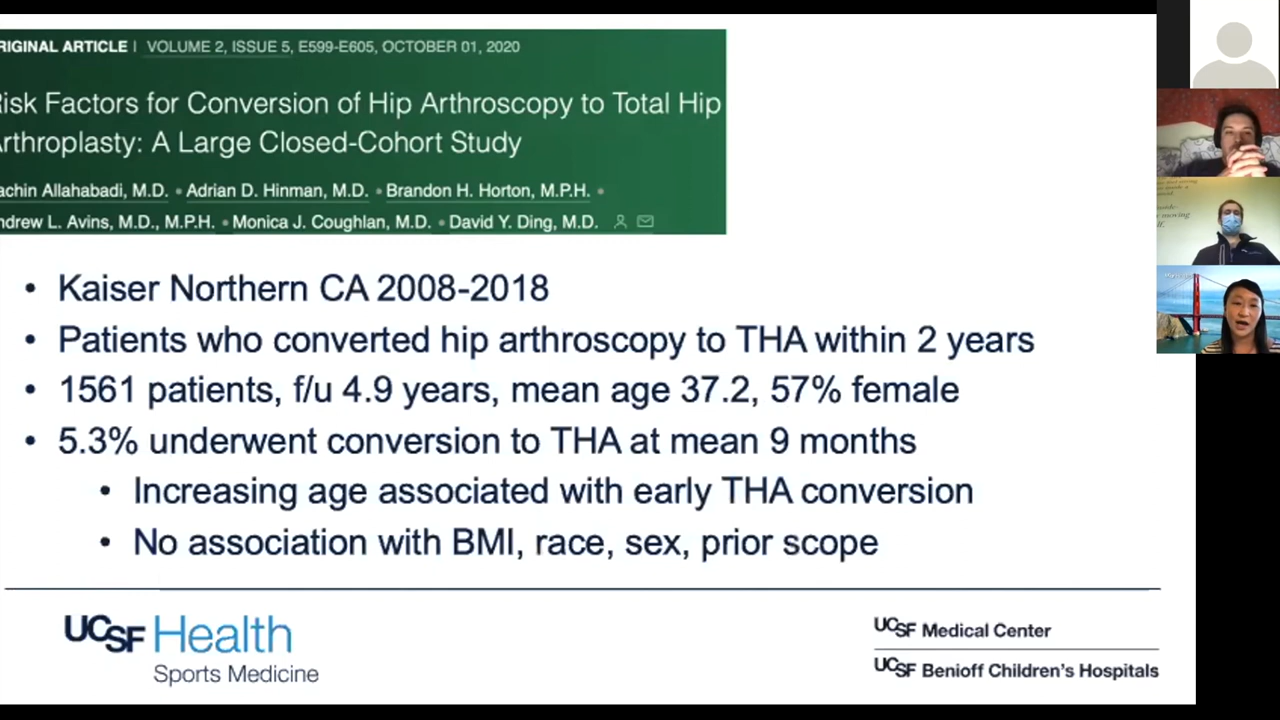 RIGINAL ARTICLE | VOLUME 2, ISSUE 5, E599-E605, OCTOBER 01, 2020
Risk Factors for Conversion of Hip Arthroscopy to Total Hip
Arthroplasty: A Large Closed-Cohort Study
achin Allahabadi, M.D. • Adrian D. Hinman, M.D. • Brandon H. Horton, M.P.H. •
ndrew L. Avins, M.D., M.P.H. • Monica J. Coughlan, M.D. • David Y. Ding, M.D.
• Kaiser Northern CA 2008-2018
• Patients who converted hip arthroscopy to THA within 2 years
• 1561 patients, f/u 4.9 years, mean age 37.2, 57% female
• 5.3% underwent conversion to THA at mean 9 months
• Increasing age associated with early THA conversion
• No association with BMI, race, sex, prior scope
UCSF Health
Sports Medicine
UCSF Medical Center
UCSF Benioff Children's Hospitals